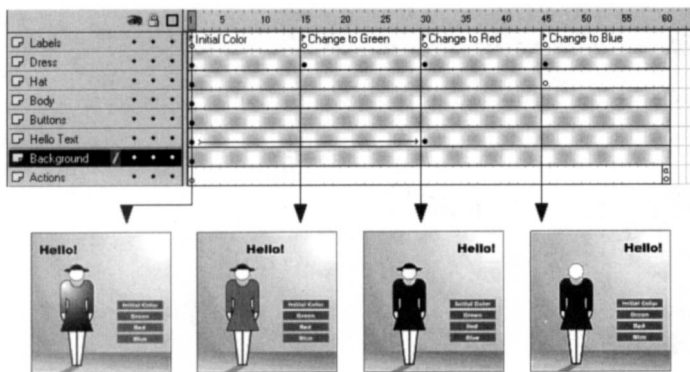 1 5 10 15 20 25 30 35 40 45 50 55 60
Labels Initial Color Change to Green Change to Red Change to Blue
Dress
Hat
Body
Buttons
Hello Text
Background
Actions a
Hello! Hello! Hello! Hello!
Initial Color Initial Color Initial Color Initial Color
Green Green Green Green
Red Red Red Red
Blue Blue Blue Blue